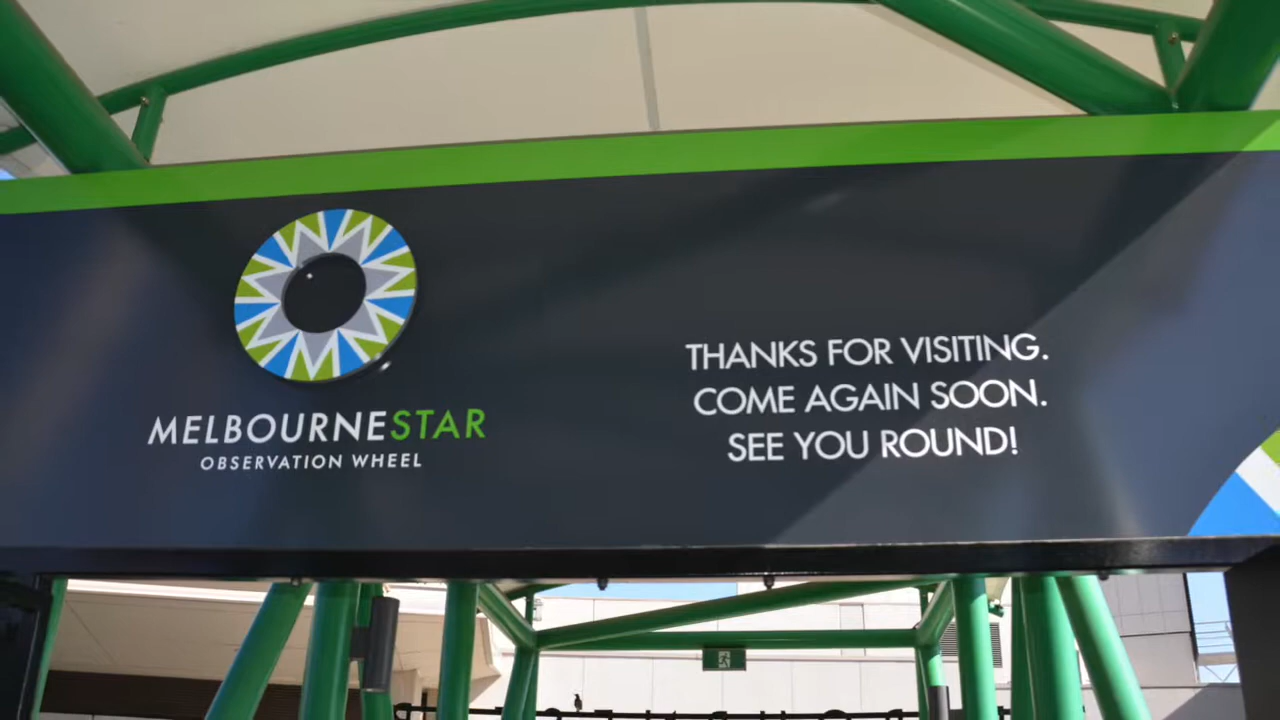 MELBOURNESTAR
OBSERVATION WHEEL
THANKS FOR VISITING.
COME AGAIN SOON.
SEE YOU ROUND!